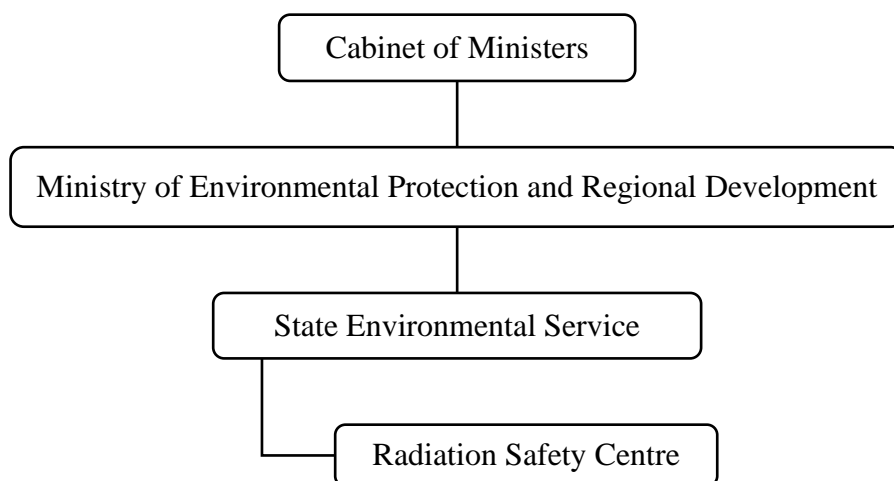 Cabinet of Ministers
Ministry of Environmental Protection and Regional Development
State Environmental Service
Radiation Safety Centre